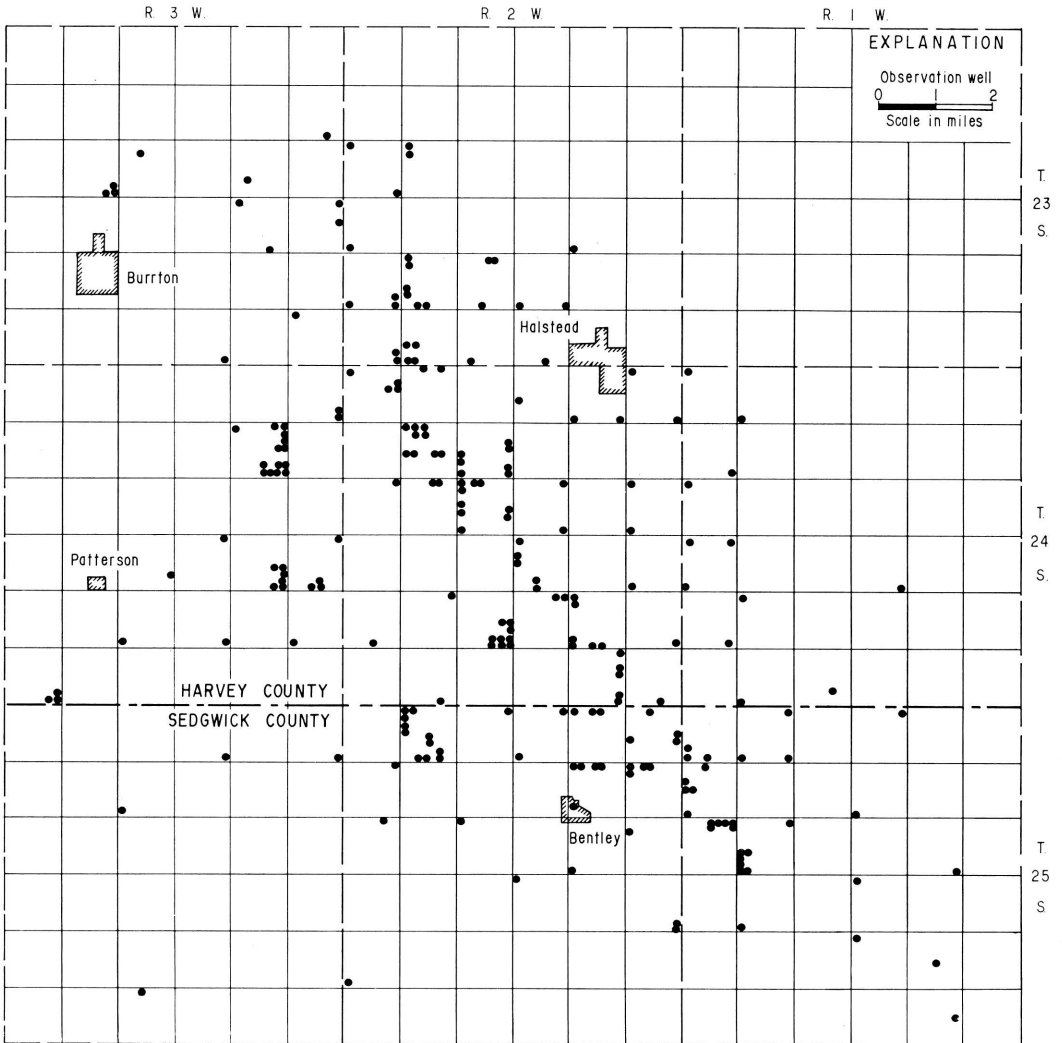 R. 3 W.
R. 2 W.
R. 1 W.
EXPLANATION
Observation well
0 1 2
Scale in miles
T.
23
S.
Burrton
Halstead
T.
24
S.
Patterson
HARVEY COUNTY
SEDGWICK COUNTY
Bentley
T.
25
S